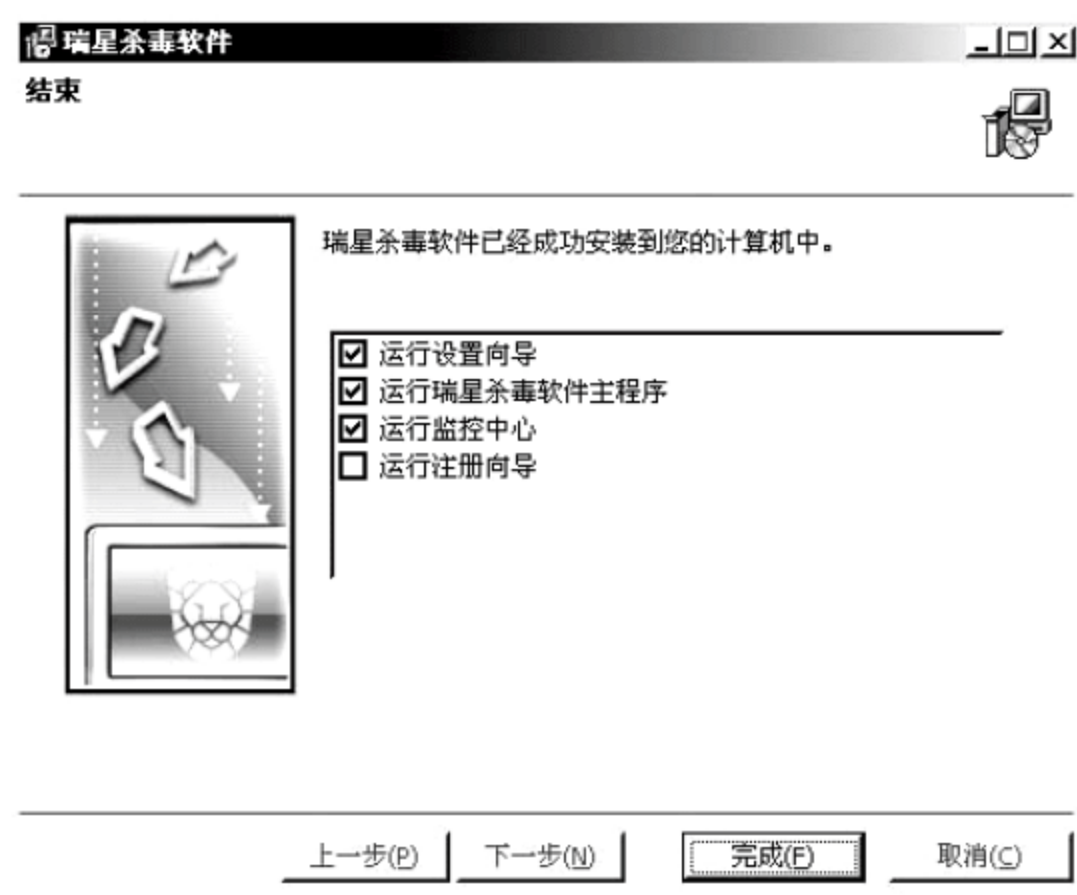 瑞星杀毒软件
结束
瑞星杀毒软件已经成功安装到您的计算机中。
运行设置向导
运行瑞星杀毒软件主程序
运行监控中心
运行注册向导
上一步(P) 下一步(N) 完成(F) 取消(C)